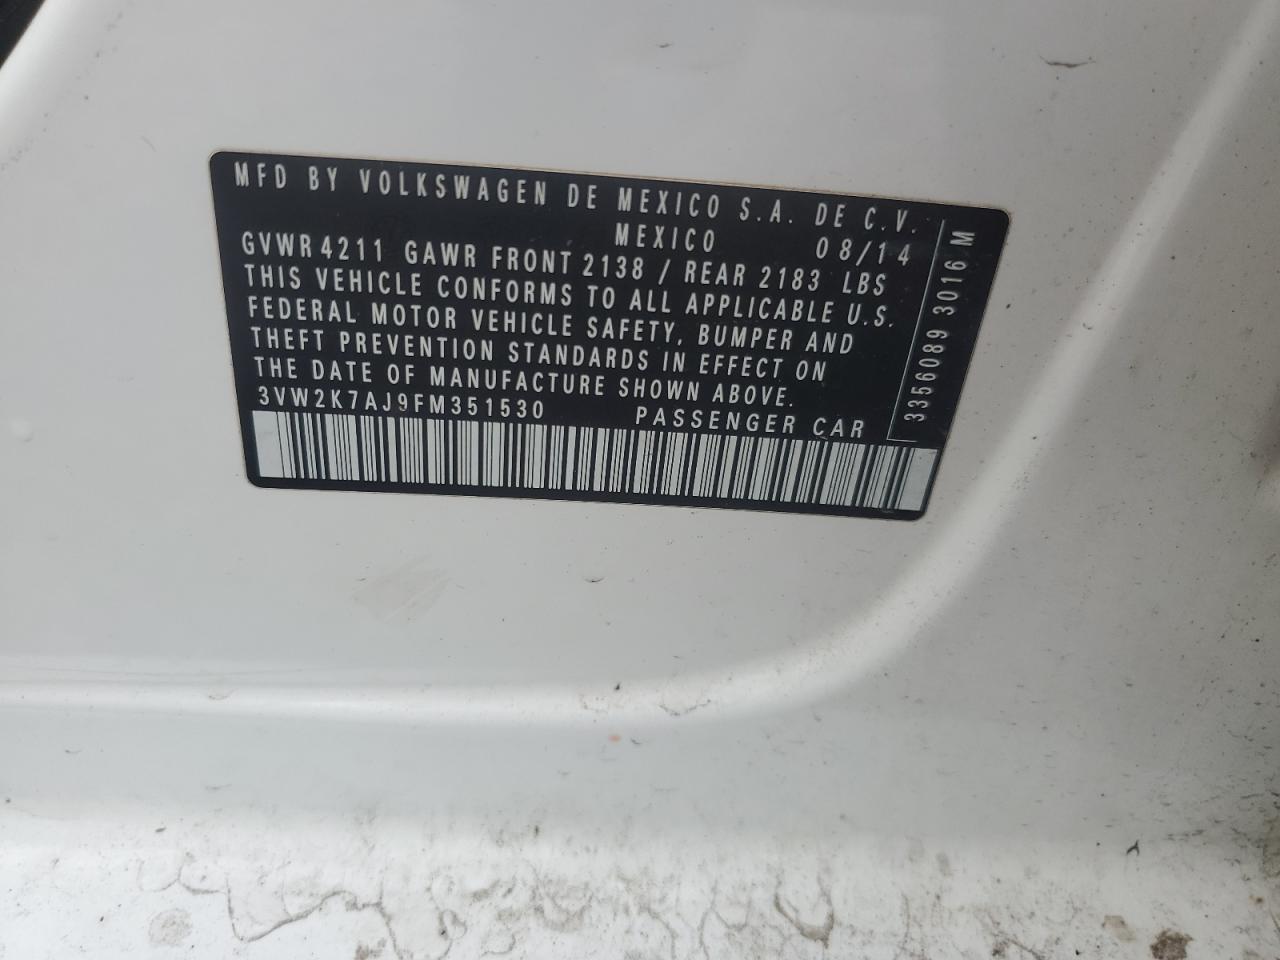 MFD BY VOLKSWAGEN DE MEXICO S.A. DE C.V.
MEXICO 08/14
GVWR 4211 GAWR FRONT 2138 / REAR 2183 LBS
THIS VEHICLE CONFORMS TO ALL APPLICABLE U.S.
FEDERAL MOTOR VEHICLE SAFETY, BUMPER AND
THEFT PREVENTION STANDARDS IN EFFECT ON
THE DATE OF MANUFACTURE SHOWN ABOVE.
3VW2K7AJ9FM351530 PASSENGER CAR
3356089 3016 M